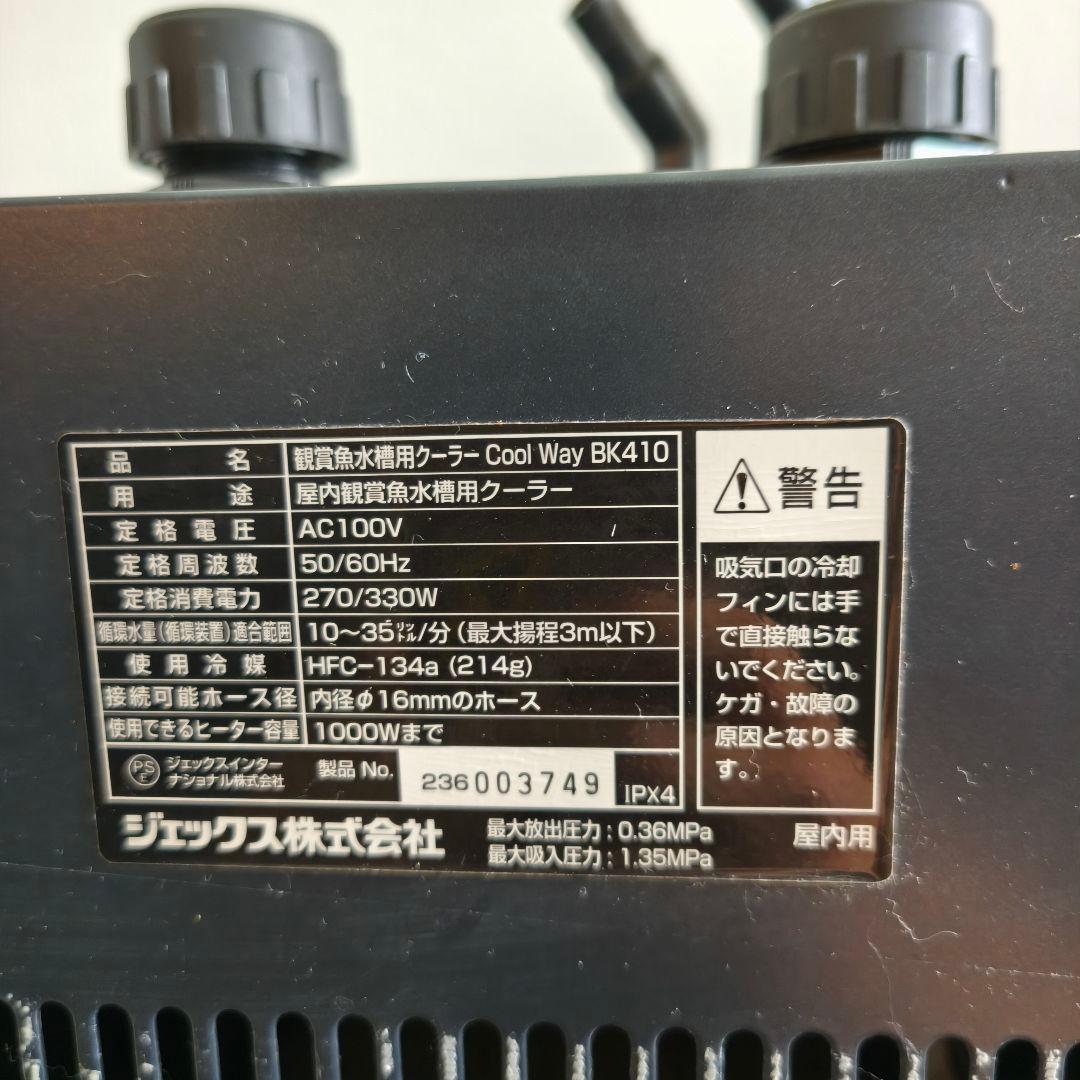 品名 観賞魚水槽用クーラー Cool Way BK410
用途 屋内観賞魚水槽用クーラー
定格電圧 AC100V
定格周波数 50/60Hz
定格消費電力 270/330W
循環水量(循環装置)適合範囲 10〜35リットル/分(最大揚程3m以下)
使用冷媒 HFC-134a (214g)
接続可能ホース径 内径φ16mmのホース
使用できるヒーター容量 1000Wまで
PS
E
ジェックスインター
ナショナル株式会社
製品 No. 236003749
IPX4
ジェックス株式会社
最大放出圧力:0.36MPa
最大吸入圧力:1.35MPa
警告
吸気口の冷却
フィンには手
で直接触らな
いでください。
ケガ・故障の
原因となりま
す。
屋内用